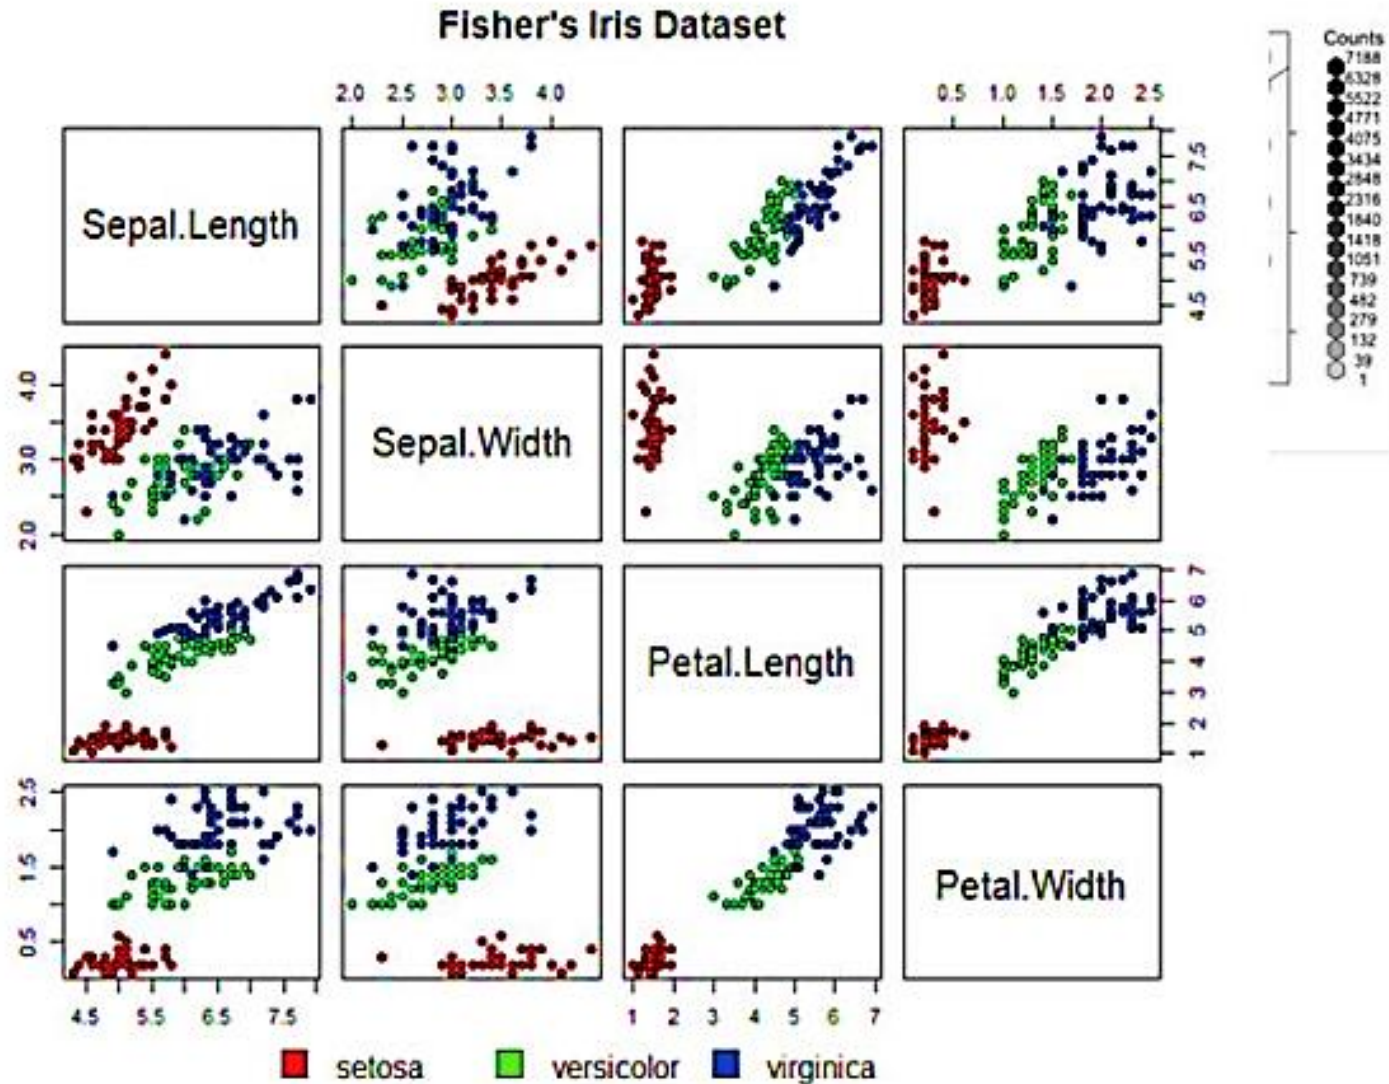 Fisher's Iris Dataset
2.0 2.5 3.0 3.5 4.0
0.5 1.0 1.5 2.0 2.5
Sepal.Length
4.5 5.5 6.5 7.5
2.0 3.0 4.0
Sepal.Width
Petal.Length
1 2 3 4 5 6 7
0.5 1.5 2.5
Petal.Width
4.5 5.5 6.5 7.5
1 2 3 4 5 6 7
setosa versicolor virginica
Counts
7188
6328
5522
4771
4075
3434
2848
2316
1840
1418
1051
739
482
279
132
39
1